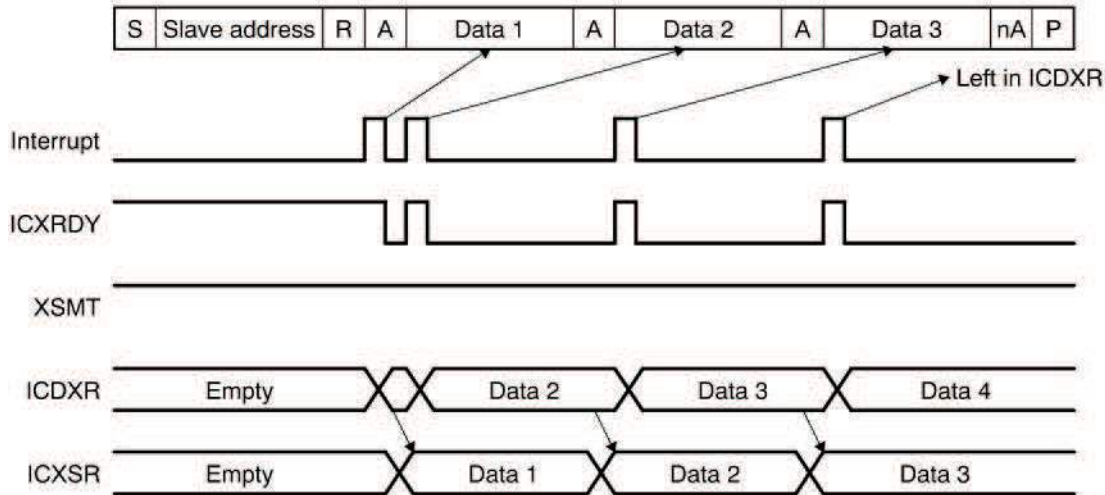 S Slave address R A Data 1 A Data 2 A Data 3 nA P
Left in ICDXR
Interrupt
ICXRDY
XSMT
ICDXR Empty Data 2 Data 3 Data 4
ICXSR Empty Data 1 Data 2 Data 3